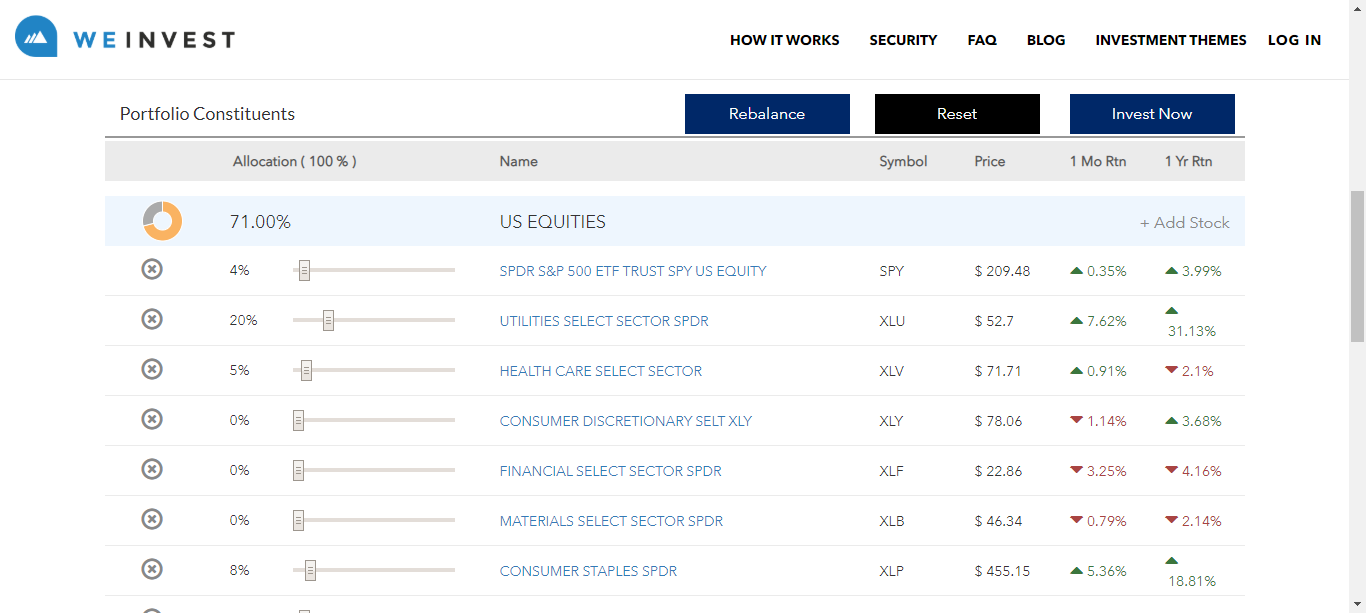 WEINVEST
HOW IT WORKS SECURITY FAQ BLOG INVESTMENT THEMES LOG IN
Portfolio Constituents Rebalance Reset Invest Now
Allocation ( 100 % ) Name Symbol Price 1 Mo Rtn 1 Yr Rtn
71.00% US EQUITIES + Add Stock
4% SPDR S&P 500 ETF TRUST SPY US EQUITY SPY $ 209.48 0.35% 3.99%
20% UTILITIES SELECT SECTOR SPDR XLU $ 52.7 7.62% 31.13%
5% HEALTH CARE SELECT SECTOR XLV $ 71.71 0.91% 2.1%
0% CONSUMER DISCRETIONARY SELT XLY XLY $ 78.06 1.14% 3.68%
0% FINANCIAL SELECT SECTOR SPDR XLF $ 22.86 3.25% 4.16%
0% MATERIALS SELECT SECTOR SPDR XLB $ 46.34 0.79% 2.14%
8% CONSUMER STAPLES SPDR XLP $ 455.15 5.36% 18.81%